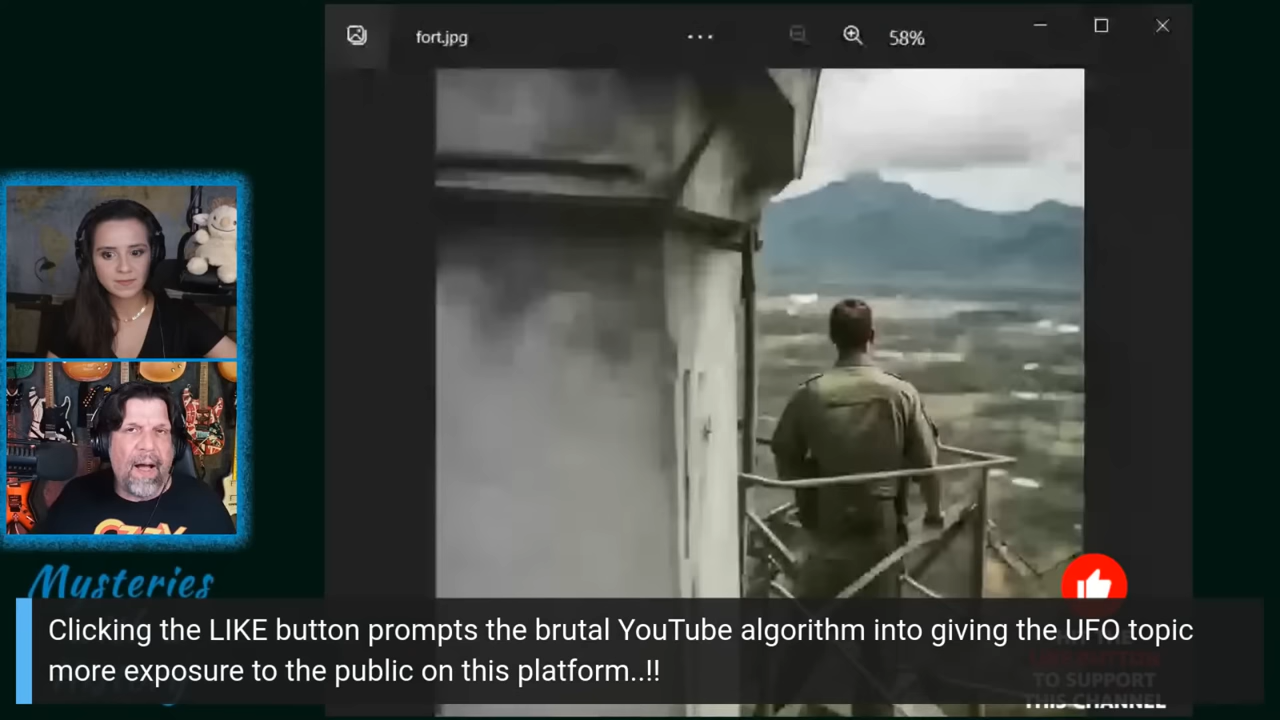 fort.jpg
58%
Mysteries
Clicking the LIKE button prompts the brutal YouTube algorithm into giving the UFO topic
more exposure to the public on this platform..!!
TO SUPPORT
THIS CHANNEL